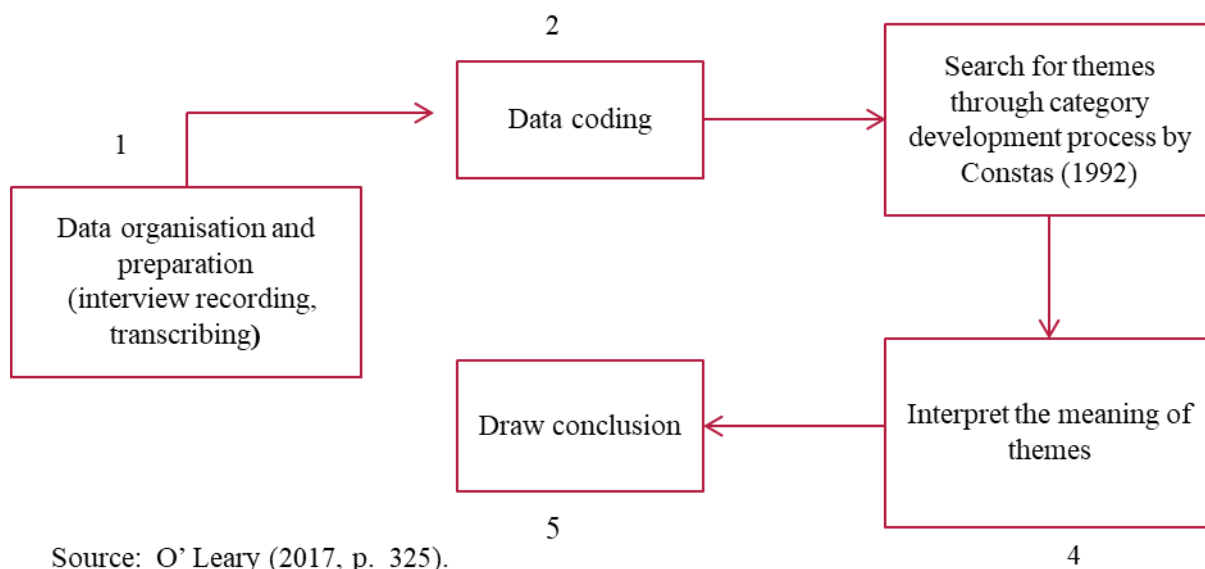 1
Data organisation and
preparation
(interview recording,
transcribing)
2
Data coding
Search for themes
through category
development process by
Constas (1992)
Interpret the meaning of
themes
4
Draw conclusion
5
Source: O’ Leary (2017, p. 325).